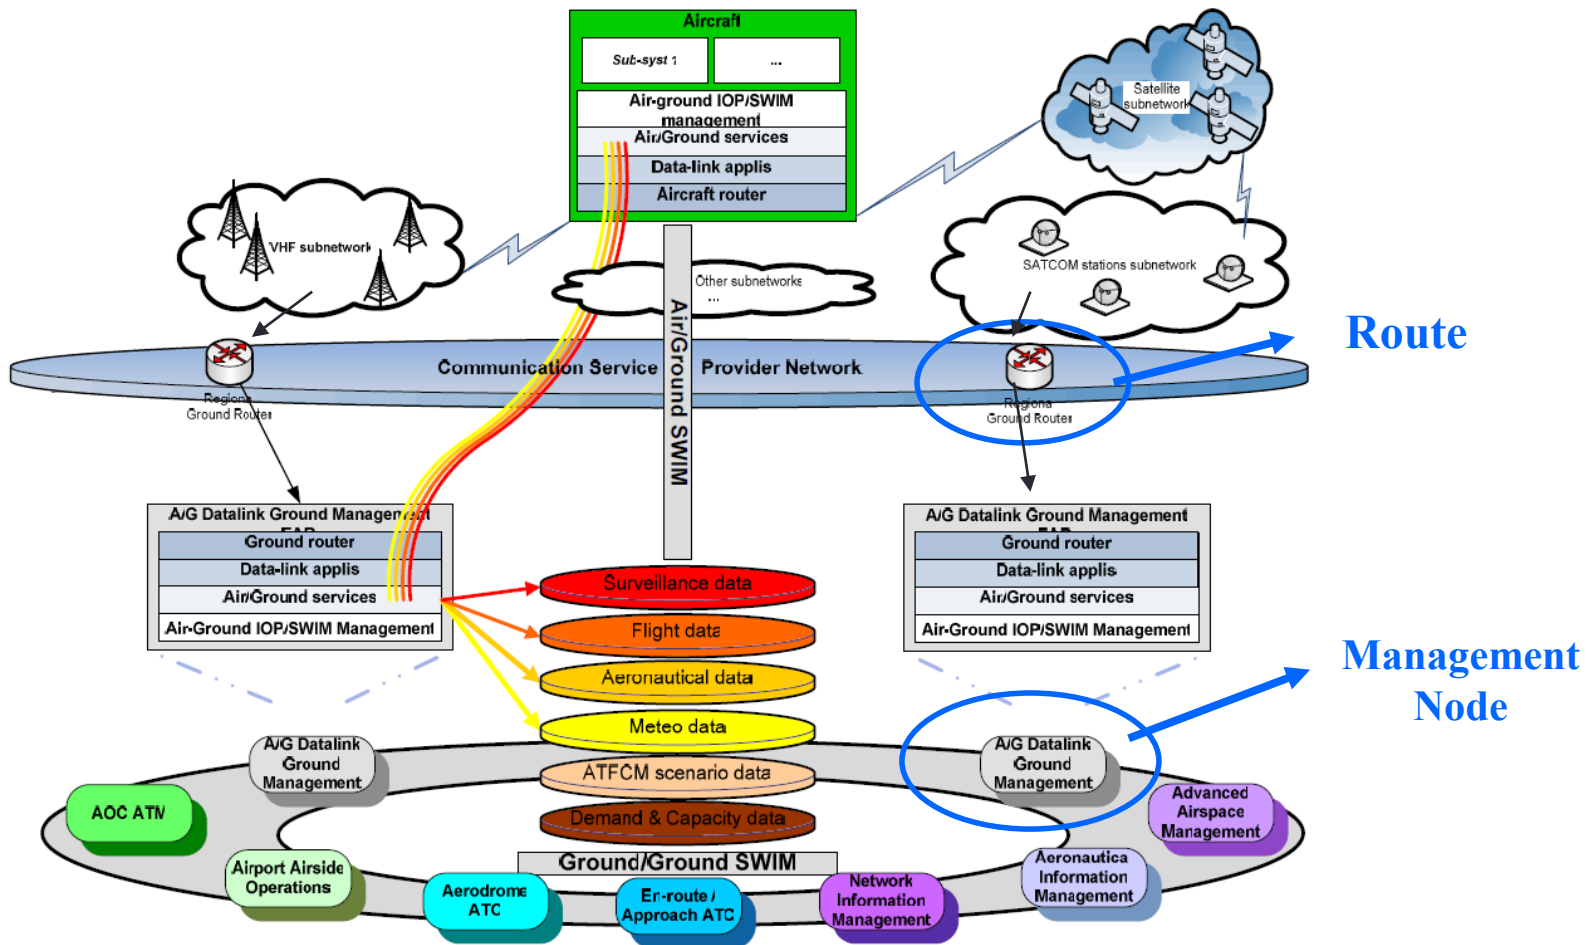 Aircraft
Sub-syst 1
...
Air-ground IOP/SWIM
management
Air/Ground services
Data-link applis
Aircraft router
Satellite
subnetwork
VHF subnetwork
Other subnetworks
...
SATCOM stations subnetwork
Air/Ground SWIM
Route
Communication Service
Provider Network
Regiona
Ground Router
Regiona
Ground Router
A/G Datalink Ground Management
Ground router
Data-link applis
Air/Ground services
Air-Ground IOP/SWIM Management
A/G Datalink Ground Management
Ground router
Data-link applis
Air/Ground services
Air-Ground IOP/SWIM Management
Surveillance data
Flight data
Aeronautical data
Meteo data
ATFCM scenario data
Demand & Capacity data
Ground/Ground SWIM
Management
Node
A/G Datalink
Ground
Management
A/G Datalink
Ground
Management
AOC ATM
Advanced
Airspace
Management
Airport Airside
Operations
Aerodrome
ATC
En-route /
Approach ATC
Network
Information
Management
Aeronautica
Information
Management